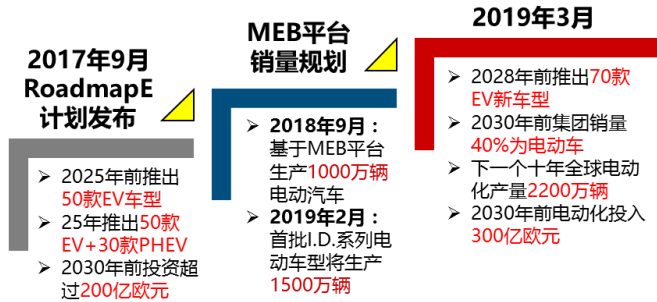 2017年9月
RoadmapE
计划发布
➢ 2025年前推出
50款EV车型
➢ 25年推出50款
EV+30款PHEV
➢ 2030年前投资超
过200亿欧元
MEB平台
销量规划
➢ 2018年9月：
基于MEB平台
生产1000万辆
电动汽车
➢ 2019年2月：
首批I.D.系列电
动车型将生产
1500万辆
2019年3月
➢ 2028年前推出70款
EV新车型
➢ 2030年前集团销量
40%为电动车
➢ 下一个十年全球电动
化产量2200万辆
➢ 2030年前电动化投入
300亿欧元